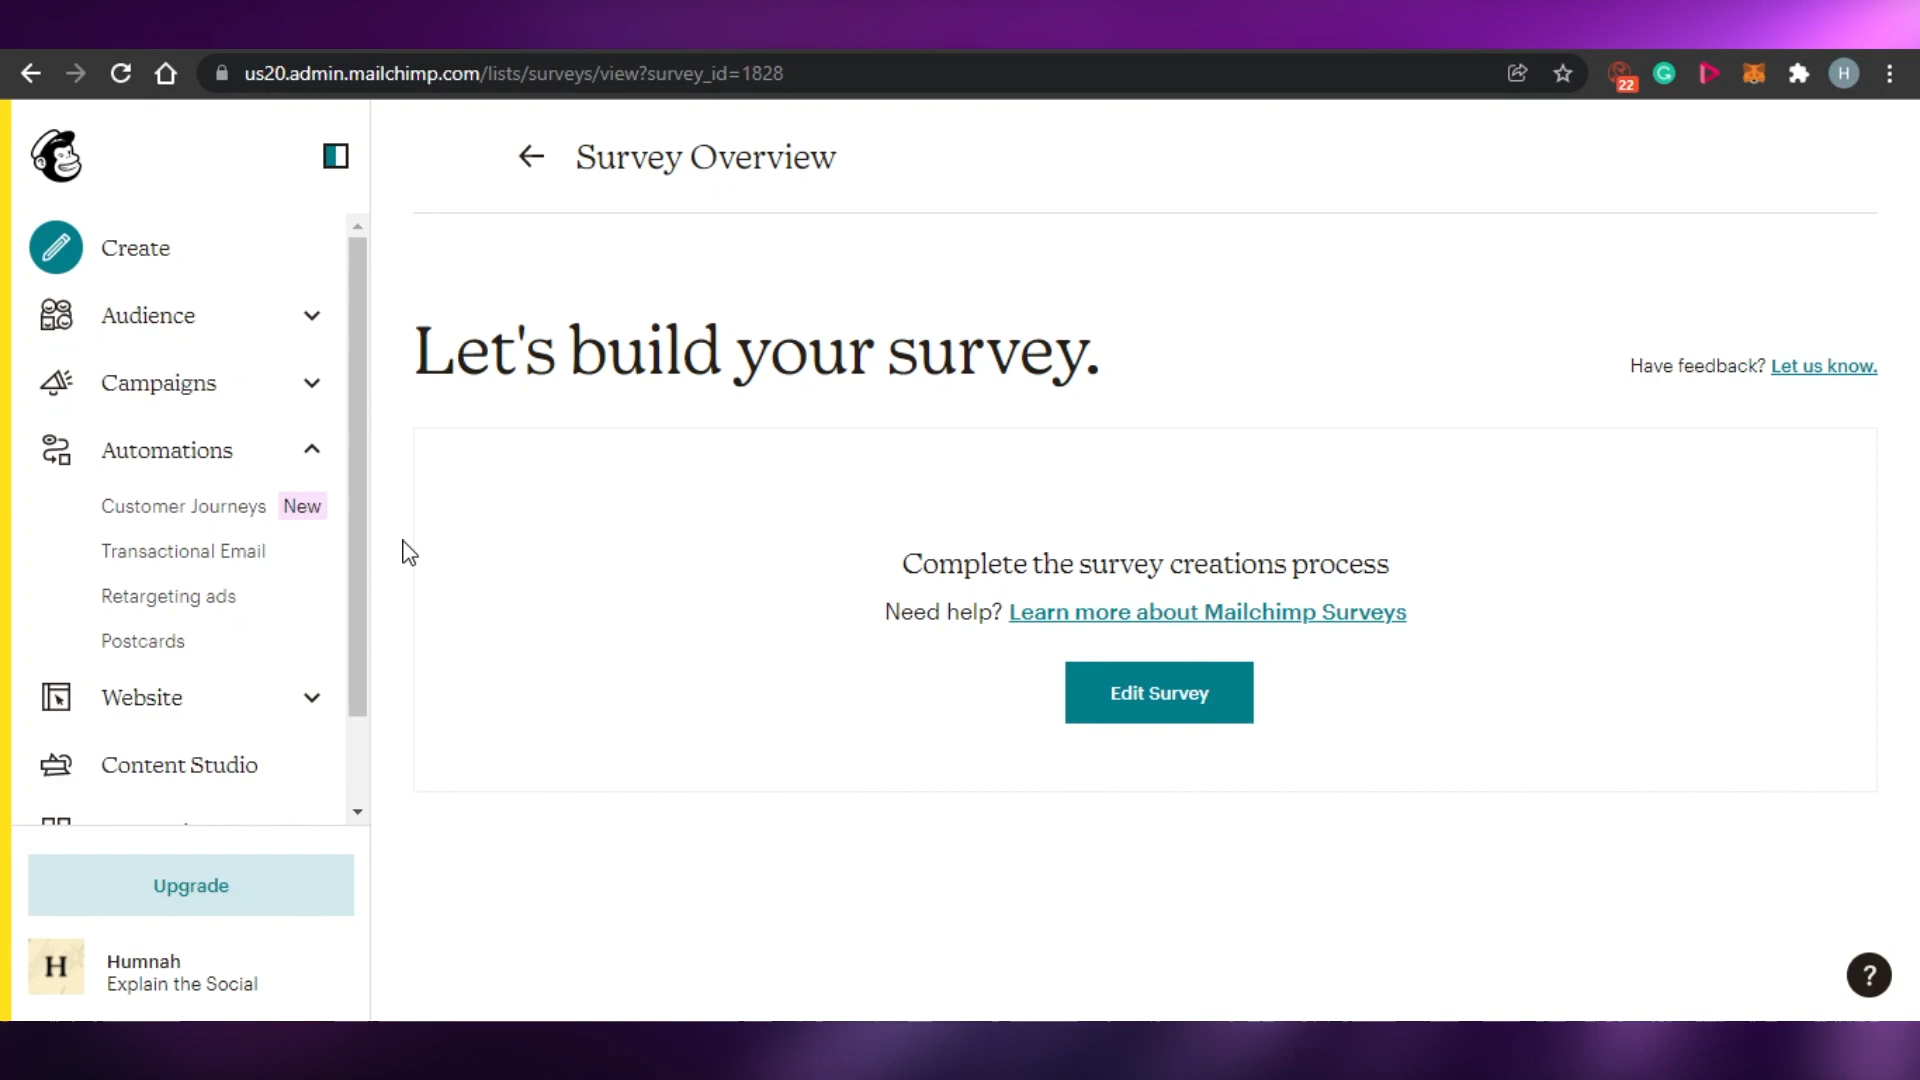 us20.admin.mailchimp.com/lists/surveys/view?survey_id=1828
22
G
H
Survey Overview
Create
Audience
Campaigns
Automations
Customer Journeys New
Transactional Email
Retargeting ads
Postcards
Website
Content Studio
Upgrade
H
Humnah
Explain the Social
Let's build your survey.
Have feedback? Let us know.
Complete the survey creations process
Need help? Learn more about Mailchimp Surveys
Edit Survey
?